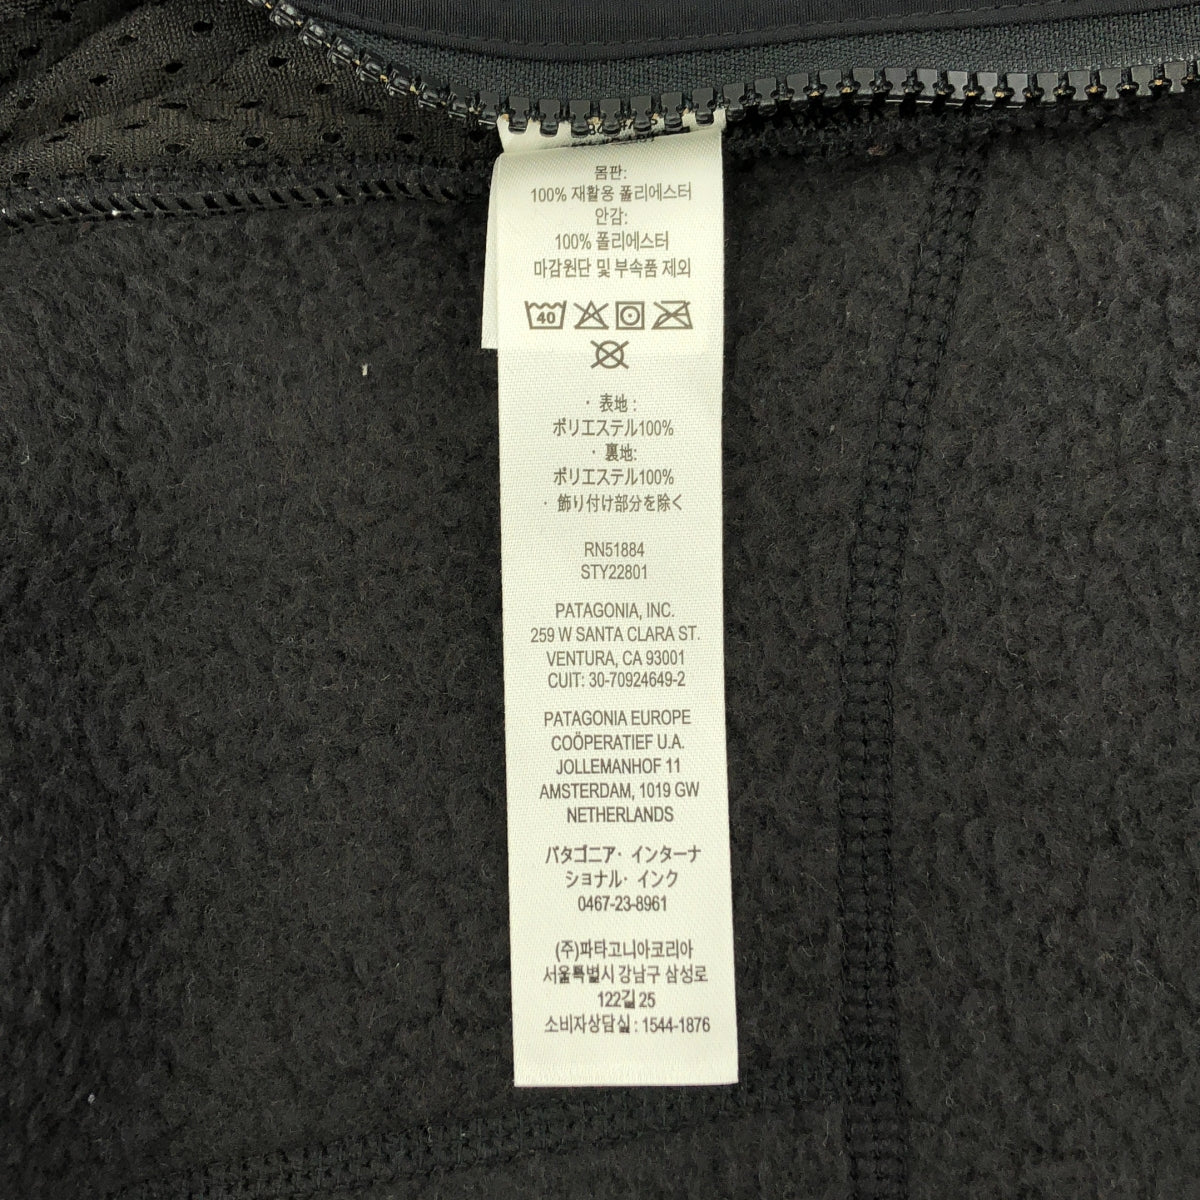 몸판:
100% 재활용 폴리에스터
안감:
100% 폴리에스터
마감원단 및 부속품 제외
40
・表地:
ポリエステル100%
・裏地:
ポリエステル100%
・飾り付け部分を除く
RN51884
STY22801
PATAGONIA, INC.
259 W SANTA CLARA ST.
VENTURA, CA 93001
CUIT: 30-70924649-2
PATAGONIA EUROPE
COÖPERATIEF U.A.
JOLLEMANHOF 11
AMSTERDAM, 1019 GW
NETHERLANDS
パタゴニア・インターナ
ショナル・インク
0467-23-8961
(주)파타고니아코리아
서울특별시 강남구 삼성로
122길 25
소비자상담실 : 1544-1876